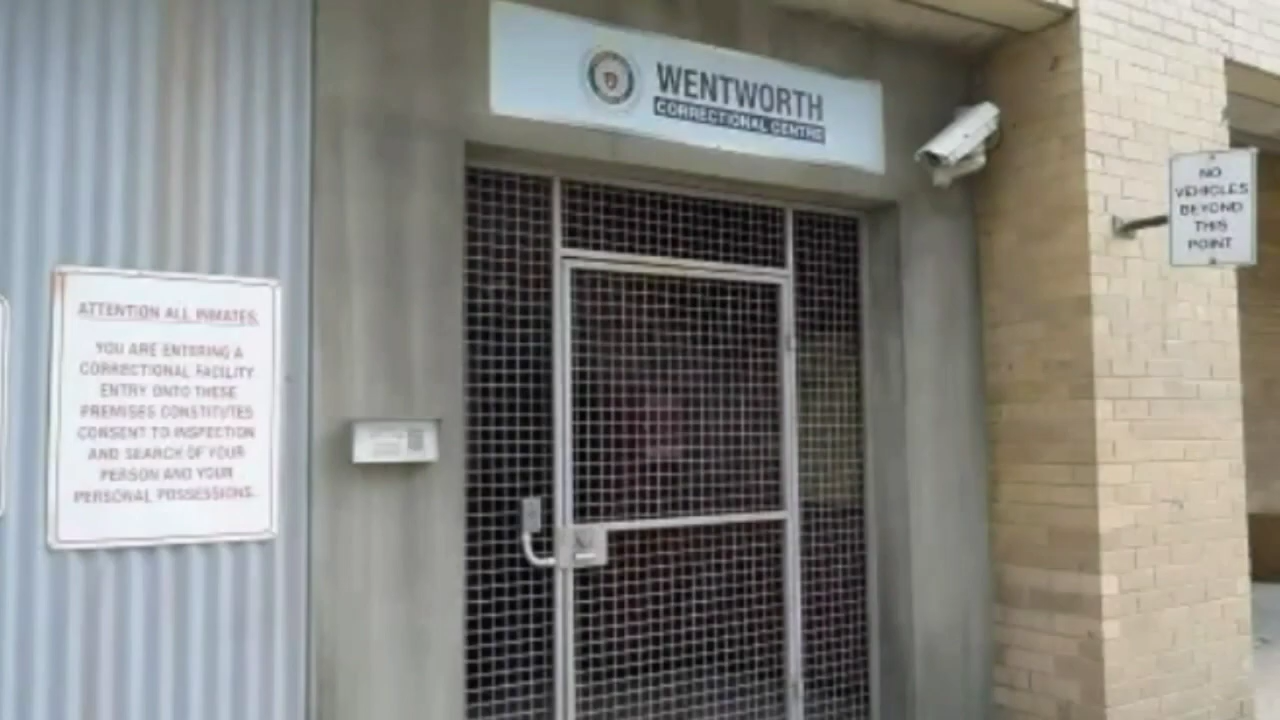 WENTWORTH
CORRECTIONAL CENTRE
NO
VEHICLES
BEYOND
THIS
POINT
ATTENTION ALL INMATES.
YOU ARE ENTERING A
CORRECTIONAL FACILITY
ENTRY ONTO THESE
PREMISES CONSTITUTES
CONSENT TO INSPECTION
AND SEARCH OF YOUR
PERSON AND YOUR
PERSONAL POSSESSIONS.